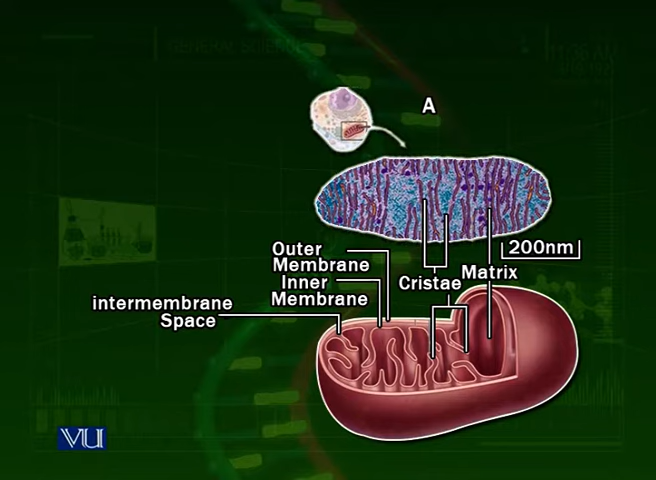 A
200nm
Outer
Membrane
Inner
Membrane
Cristae
Matrix
intermembrane
Space
VU